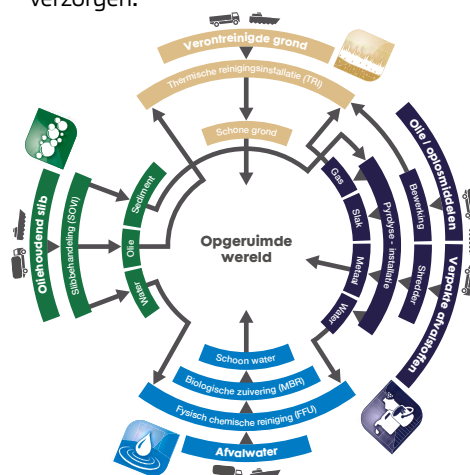 verzorgen.
Verontreinigde grond
Thermische reinigingsinstallatie (TRI)
Schone grond
Oliehoudend slib
Slibbehandeling (SOVI)
Sediment
Olie
Water
Opgeruimde
wereld
Gas
Slak
Metaal
Water
Pyrolyse - installatie
Bewerking
Shredder
Olie / oplosmiddelen
Verpakte afvalstoffen
Schoon water
Biologische zuivering (MBR)
Fysisch chemische reiniging (FFU)
Afvalwater